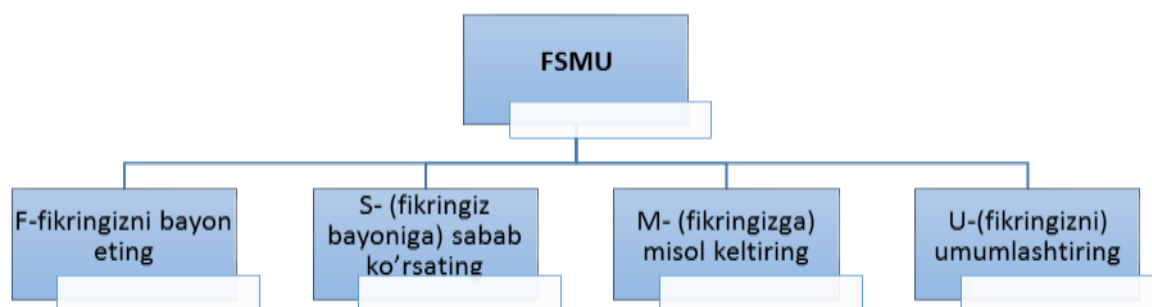 FSMU
F-fikringizni bayon
eting
S- (fikringiz
bayoniga) sabab
ko’rsating
M- (fikringizga)
misol keltiring
U-(fikringizni)
umumlashtiring